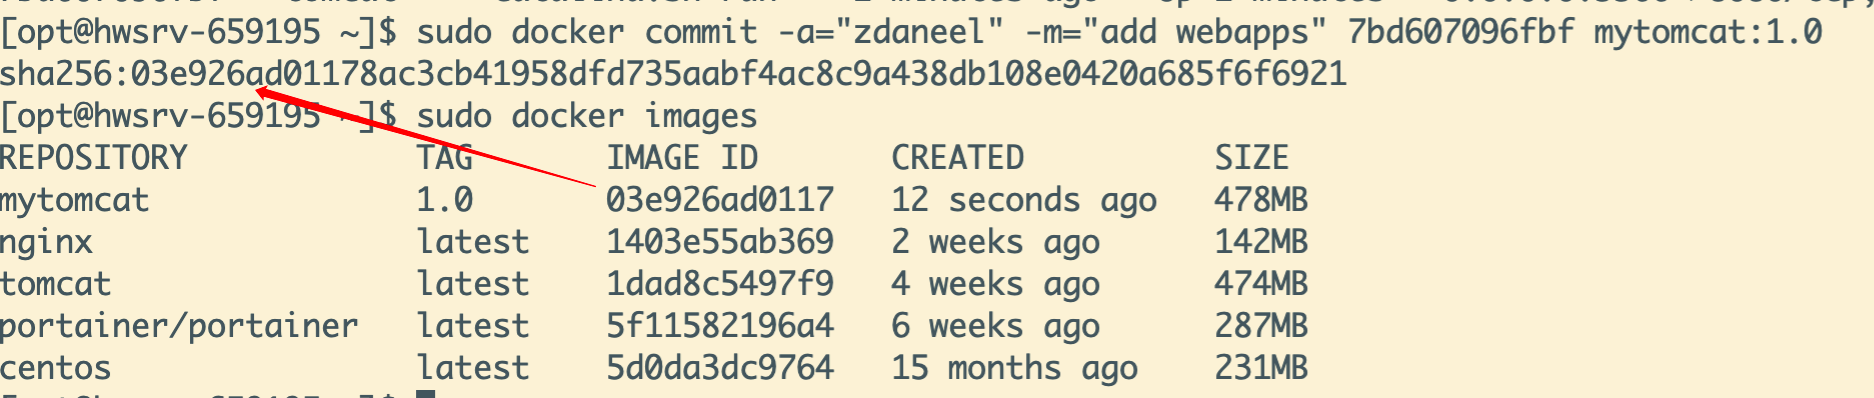 [opt@hwsrv-659195 ~]$ sudo docker commit -a="zdaneel" -m="add webapps" 7bd607096fbf mytomcat:1.0
sha256:03e926ad01178ac3cb41958dfd735aabf4ac8c9a438db108e0420a685f6f6921
[opt@hwsrv-659195 ~]$ sudo docker images
REPOSITORY TAG IMAGE ID CREATED SIZE
mytomcat 1.0 03e926ad0117 12 seconds ago 478MB
nginx latest 1403e55ab369 2 weeks ago 142MB
tomcat latest 1dad8c5497f9 4 weeks ago 474MB
portainer/portainer latest 5f11582196a4 6 weeks ago 287MB
centos latest 5d0da3dc9764 15 months ago 231MB